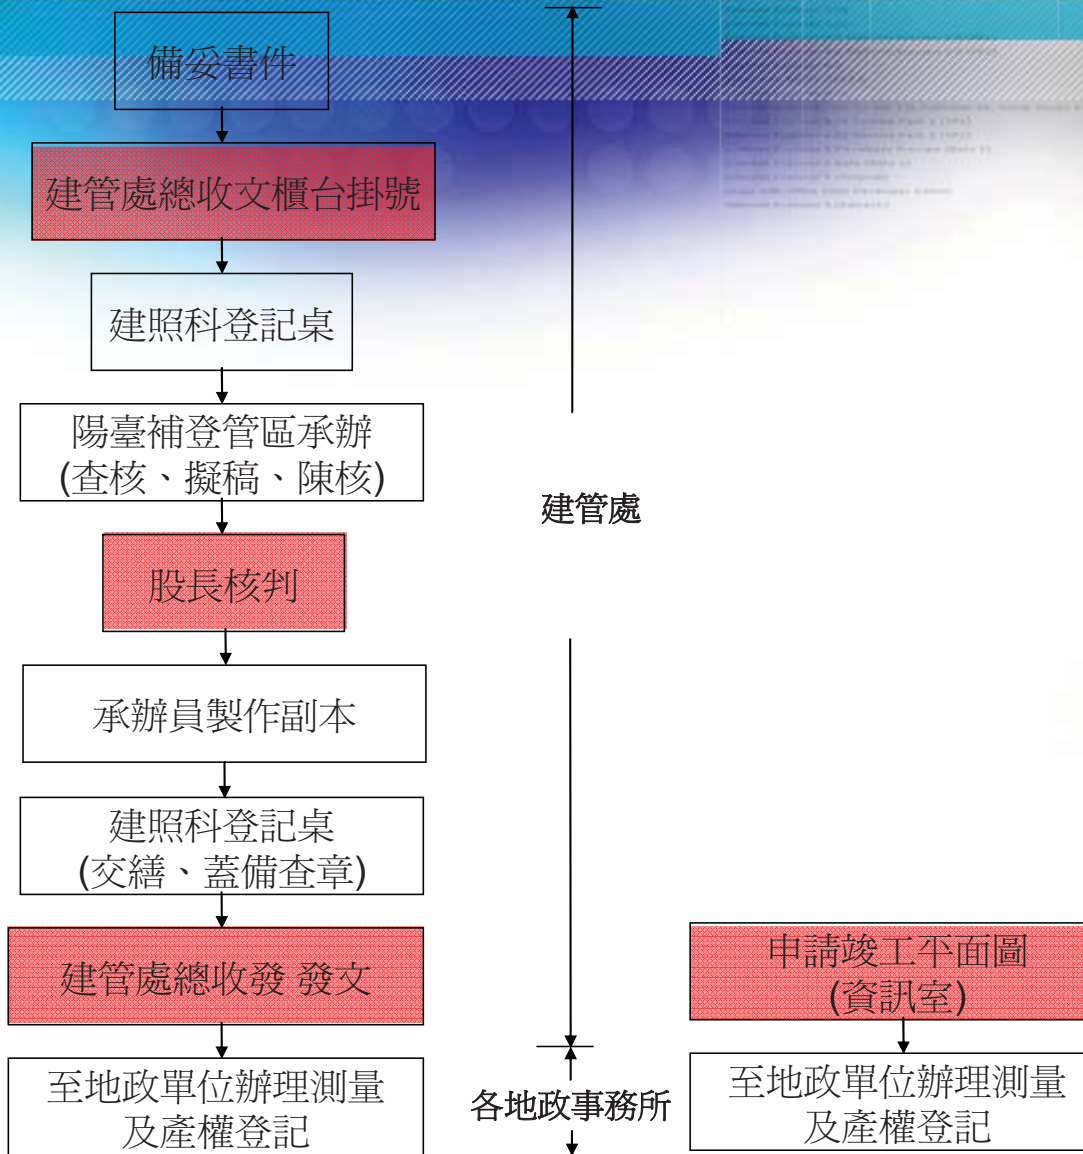 備妥書件
建管處總收文櫃台掛號
建照科登記桌
陽臺補登管區承辦
(查核、擬稿、陳核)
股長核判
承辦員製作副本
建照科登記桌
(交繕、蓋備查章)
建管處總收發 發文
至地政單位辦理測量
及產權登記
建管處
各地政事務所
申請竣工平面圖
(資訊室)
至地政單位辦理測量
及產權登記